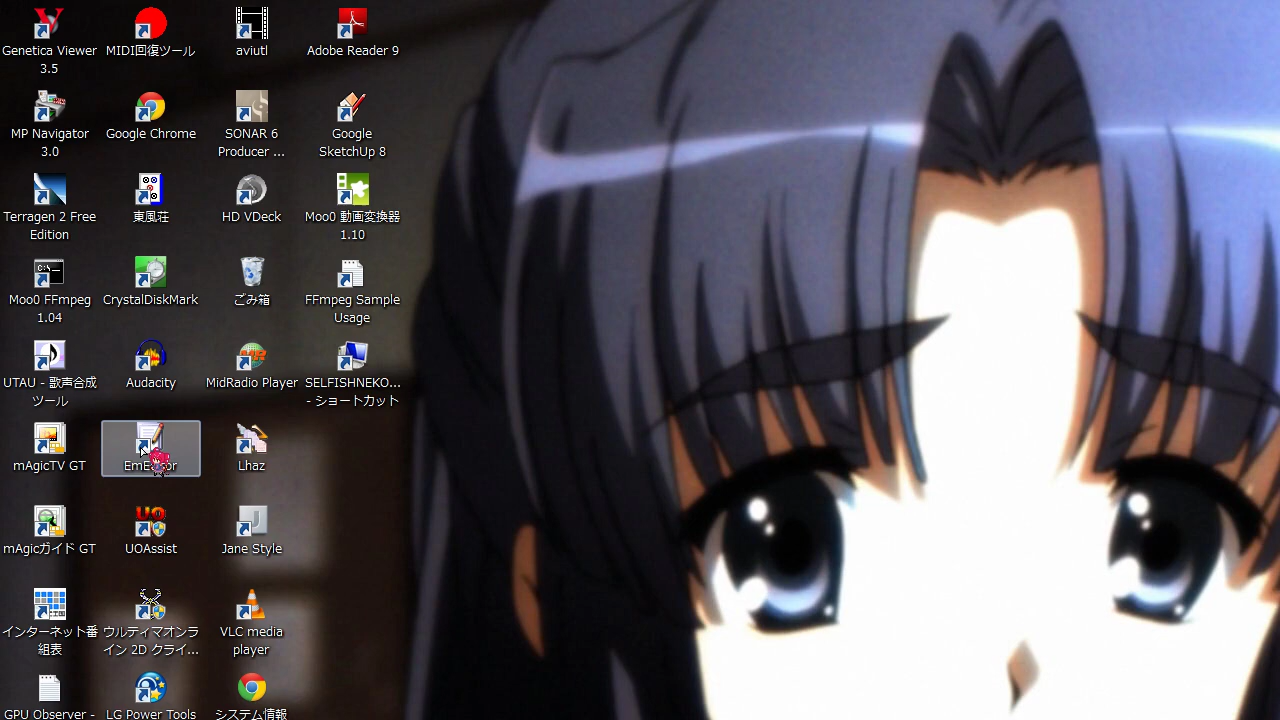 Genetica Viewer
3.5
MIDI回復ツール
aviutl
Adobe Reader 9
MP Navigator
3.0
Google Chrome
SONAR 6
Producer ...
Google
SketchUp 8
Terragen 2 Free
Edition
東風荘
HD VDeck
Moo0 動画変換器
1.10
C:\
Moo0 FFmpeg
1.04
CrystalDiskMark
ごみ箱
FFmpeg Sample
Usage
UTAU - 歌声合成
ツール
Audacity
MidRadio Player
SELFISHNEKO...
- ショートカット
mAgicTV GT
Lhaz
mAgicガイド GT
UO
UOAssist
Jane Style
インターネット番
組表
ウルティマオンラ
イン 2D クライ...
VLC media
player
GPU Observer -
LG Power Tools
システム情報